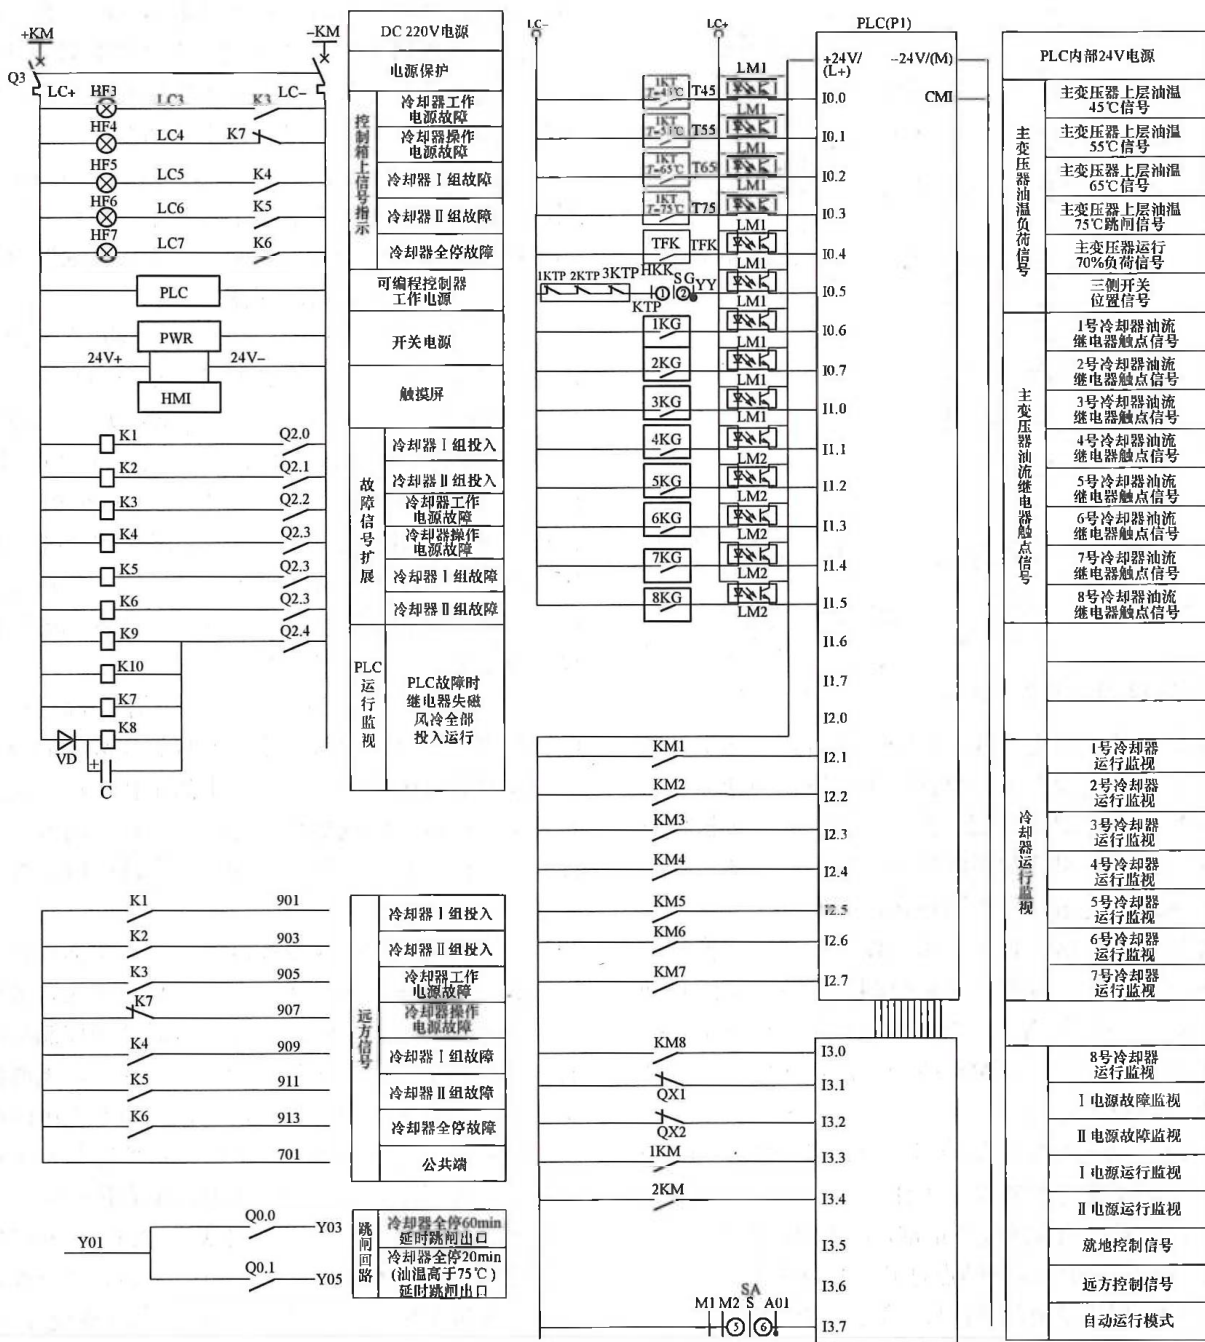 +KM
-KM
Q3
LC+
HF3
LC3
K3
LC-
HF4
LC4
K7
HF5
LC5
K4
HF6
LC6
K5
HF7
LC7
K6
PLC
PWR
24V+
24V-
HMI
K1
Q2.0
K2
Q2.1
K3
Q2.2
K4
Q2.3
K5
Q2.3
K6
Q2.3
K9
Q2.4
K10
K7
K8
VD
+
C
DC 220V电源
电源保护
控制箱上信号指示
冷却器工作
电源故障
冷却器操作
电源故障
冷却器Ⅰ组故障
冷却器Ⅱ组故障
冷却器全停故障
可编程控制器
工作电源
开关电源
触摸屏
故障信号扩展
冷却器Ⅰ组投入
冷却器Ⅱ组投入
冷却器工作
电源故障
冷却器操作
电源故障
冷却器Ⅰ组故障
冷却器Ⅱ组故障
PLC
运行监视
PLC故障时
继电器失磁
风冷全部
投入运行
K1
901
K2
903
K3
905
K7
907
K4
909
K5
911
K6
913
701
远方信号
冷却器Ⅰ组投入
冷却器Ⅱ组投入
冷却器工作
电源故障
冷却器操作
电源故障
冷却器Ⅰ组故障
冷却器Ⅱ组故障
冷却器全停故障
公共端
Y01
Q0.0
Y03
Q0.1
Y05
跳闸回路
冷却器全停60min
延时跳闸出口
冷却器全停20min
(油温高于75℃)
延时跳闸出口
LC-
LC+
PLC(P1)
+24V/
(L+)
-24V/(M)
CMI
LM1
1KT
T=45℃
T45
I0.0
LM1
1KT
T=55℃
T55
I0.1
LM1
1KT
T=65℃
T65
I0.2
LM1
1KT
T=75℃
T75
I0.3
LM1
TFK
TFK
I0.4
LM1
1KTP
2KTP
3KTP
HKK
SG
YY
KTP
1
2
I0.5
LM1
1KG
I0.6
LM1
2KG
I0.7
LM1
3KG
I1.0
LM1
4KG
I1.1
LM2
5KG
I1.2
LM2
6KG
I1.3
LM2
7KG
I1.4
LM2
8KG
I1.5
LM2
I1.6
I1.7
I2.0
KM1
I2.1
KM2
I2.2
KM3
I2.3
KM4
I2.4
KM5
I2.5
KM6
I2.6
KM7
I2.7
KM8
I3.0
QX1
I3.1
QX2
I3.2
1KM
I3.3
2KM
I3.4
I3.5
I3.6
SA
M1 M2 S A01
5
6
I3.7
PLC内部24V电源
主变压器油温负荷信号
主变压器上层油温
45℃信号
主变压器上层油温
55℃信号
主变压器上层油温
65℃信号
主变压器上层油温
75℃跳闸信号
主变压器运行
70%负荷信号
三侧开关
位置信号
主变压器油流继电器触点信号
1号冷却器油流
继电器触点信号
2号冷却器油流
继电器触点信号
3号冷却器油流
继电器触点信号
4号冷却器油流
继电器触点信号
5号冷却器油流
继电器触点信号
6号冷却器油流
继电器触点信号
7号冷却器油流
继电器触点信号
8号冷却器油流
继电器触点信号
冷却器运行监视
1号冷却器
运行监视
2号冷却器
运行监视
3号冷却器
运行监视
4号冷却器
运行监视
5号冷却器
运行监视
6号冷却器
运行监视
7号冷却器
运行监视
8号冷却器
运行监视
Ⅰ电源故障监视
Ⅱ电源故障监视
Ⅰ电源运行监视
Ⅱ电源运行监视
就地控制信号
远方控制信号
自动运行模式